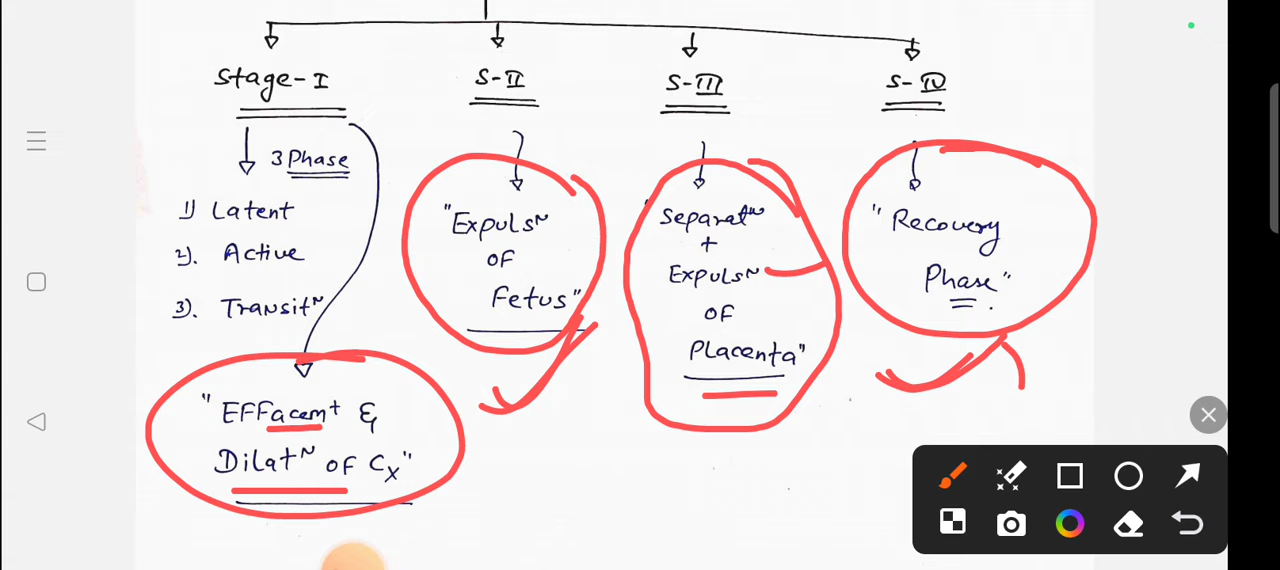 Stage-I
S-II
S-III
S-IV
3 Phase
1) Latent
2). Active
3). Transitⁿ
"EFFacemt &
Dilatⁿ of Cx"
"Expulsⁿ
OF
Fetus"
"Separatⁿ
+
Expulsⁿ
OF
Placenta"
"Recovery
Phase".